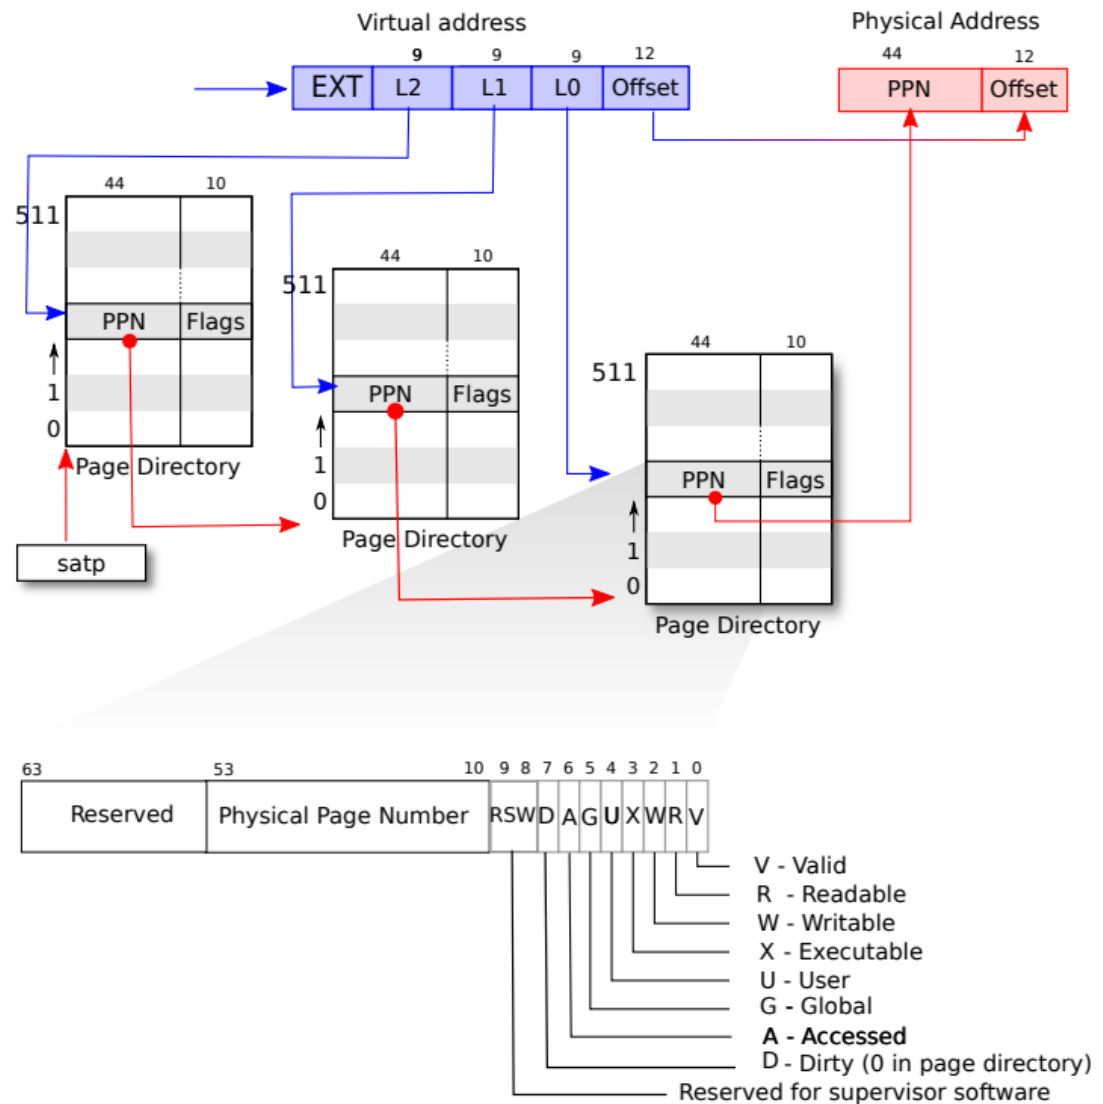 Virtual address
Physical Address
9 9 9 12
44 12
EXT L2 L1 L0 Offset
PPN Offset
44 10
511
PPN Flags
1
0
Page Directory
satp
44 10
511
PPN Flags
1
0
Page Directory
44 10
511
PPN Flags
1
0
Page Directory
63 53 10 9 8 7 6 5 4 3 2 1 0
Reserved Physical Page Number RSW D A G U X W R V
V - Valid
R - Readable
W - Writable
X - Executable
U - User
G - Global
A - Accessed
D - Dirty (0 in page directory)
Reserved for supervisor software